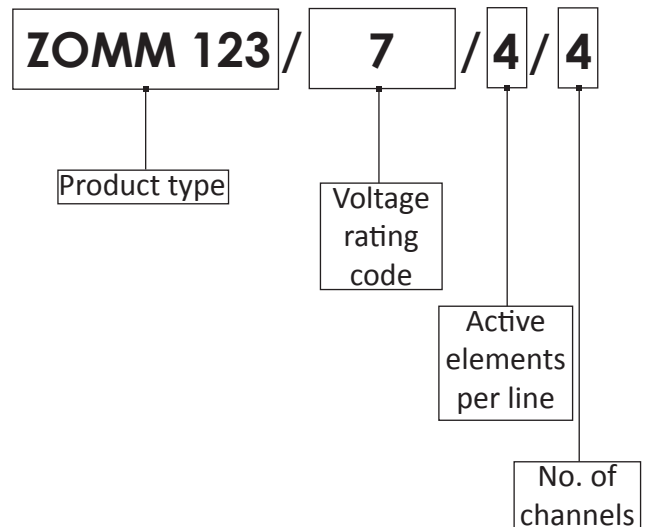 ZOMM 123 / 7 / 4 / 4
Product type
Voltage
rating
code
Active
elements
per line
No. of
channels